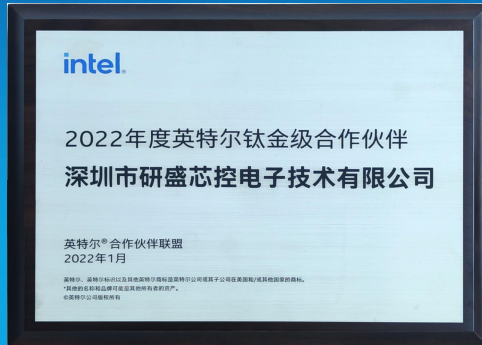 intel.
2022年度英特尔钛金级合作伙伴
深圳市研盛芯控电子技术有限公司
英特尔®合作伙伴联盟
2022年1月
英特尔、英特尔标识以及其他英特尔商标是英特尔公司或其子公司在美国和/或其他国家的商标。
*其他的名称和品牌可能是其他所有者的资产。
©英特尔公司版权所有